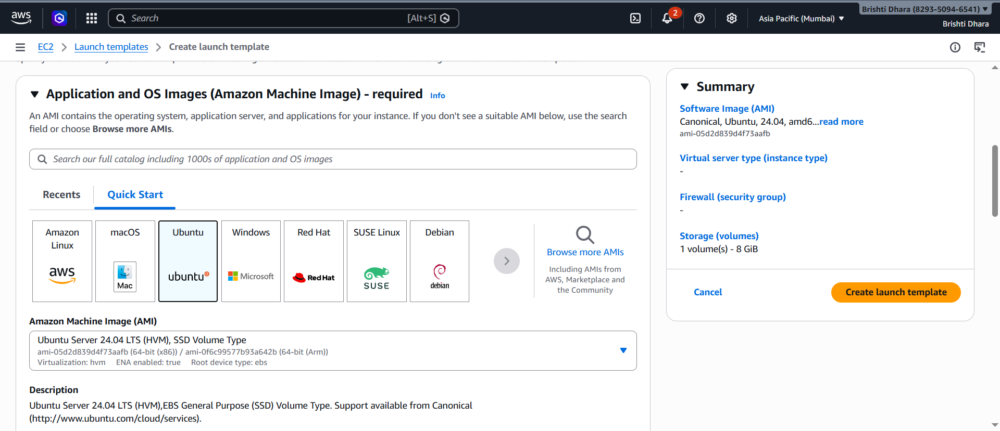 aws
Search
[Alt+S]
2
Asia Pacific (Mumbai)
Brishti Dhara (8293-5094-6541)
Brishti Dhara
EC2
Launch templates
Create launch template
Application and OS Images (Amazon Machine Image) - required
Info
An AMI contains the operating system, application server, and applications for your instance. If you don't see a suitable AMI below, use the search
field or choose Browse more AMIs.
Search our full catalog including 1000s of application and OS images
Recents
Quick Start
Amazon
Linux
aws
macOS
Mac
Ubuntu
ubuntu
Windows
Microsoft
Red Hat
Red Hat
SUSE Linux
SUSE
Debian
debian
Browse more AMIs
Including AMIs from
AWS, Marketplace and
the Community
Amazon Machine Image (AMI)
Ubuntu Server 24.04 LTS (HVM), SSD Volume Type
ami-05d2d839d4f73aafb (64-bit (x86)) / ami-0f6c99577b93a642b (64-bit (Arm))
Virtualization: hvm ENA enabled: true Root device type: ebs
Description
Ubuntu Server 24.04 LTS (HVM),EBS General Purpose (SSD) Volume Type. Support available from Canonical
(http://www.ubuntu.com/cloud/services).
Summary
Software Image (AMI)
Canonical, Ubuntu, 24.04, amd6...read more
ami-05d2d839d4f73aafb
Virtual server type (instance type)
-
Firewall (security group)
-
Storage (volumes)
1 volume(s) - 8 GiB
Cancel
Create launch template